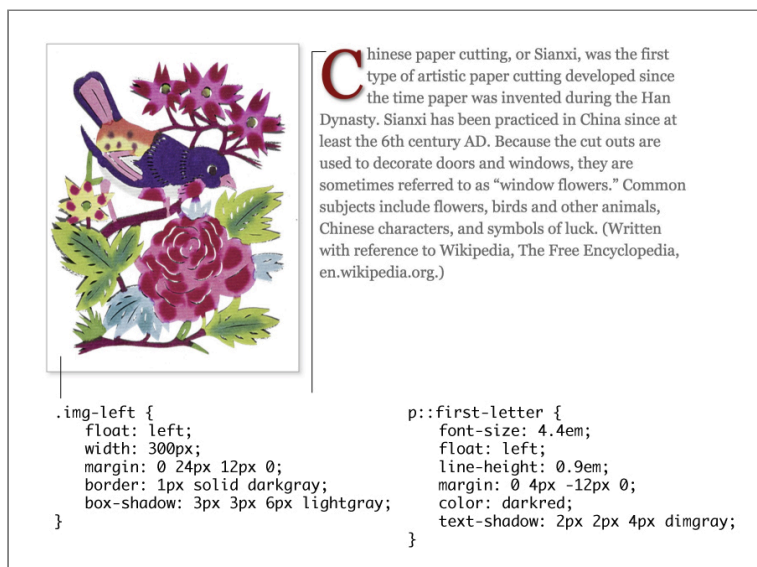 Chinese paper cutting, or Sianxi, was the first
type of artistic paper cutting developed since
the time paper was invented during the Han
Dynasty. Sianxi has been practiced in China since at
least the 6th century AD. Because the cut outs are
used to decorate doors and windows, they are
sometimes referred to as “window flowers.” Common
subjects include flowers, birds and other animals,
Chinese characters, and symbols of luck. (Written
with reference to Wikipedia, The Free Encyclopedia,
en.wikipedia.org.)
.img-left {
float: left;
width: 300px;
margin: 0 24px 12px 0;
border: 1px solid darkgray;
box-shadow: 3px 3px 6px lightgray;
}
p::first-letter {
font-size: 4.4em;
float: left;
line-height: 0.9em;
margin: 0 4px -12px 0;
color: darkred;
text-shadow: 2px 2px 4px dimgray;
}